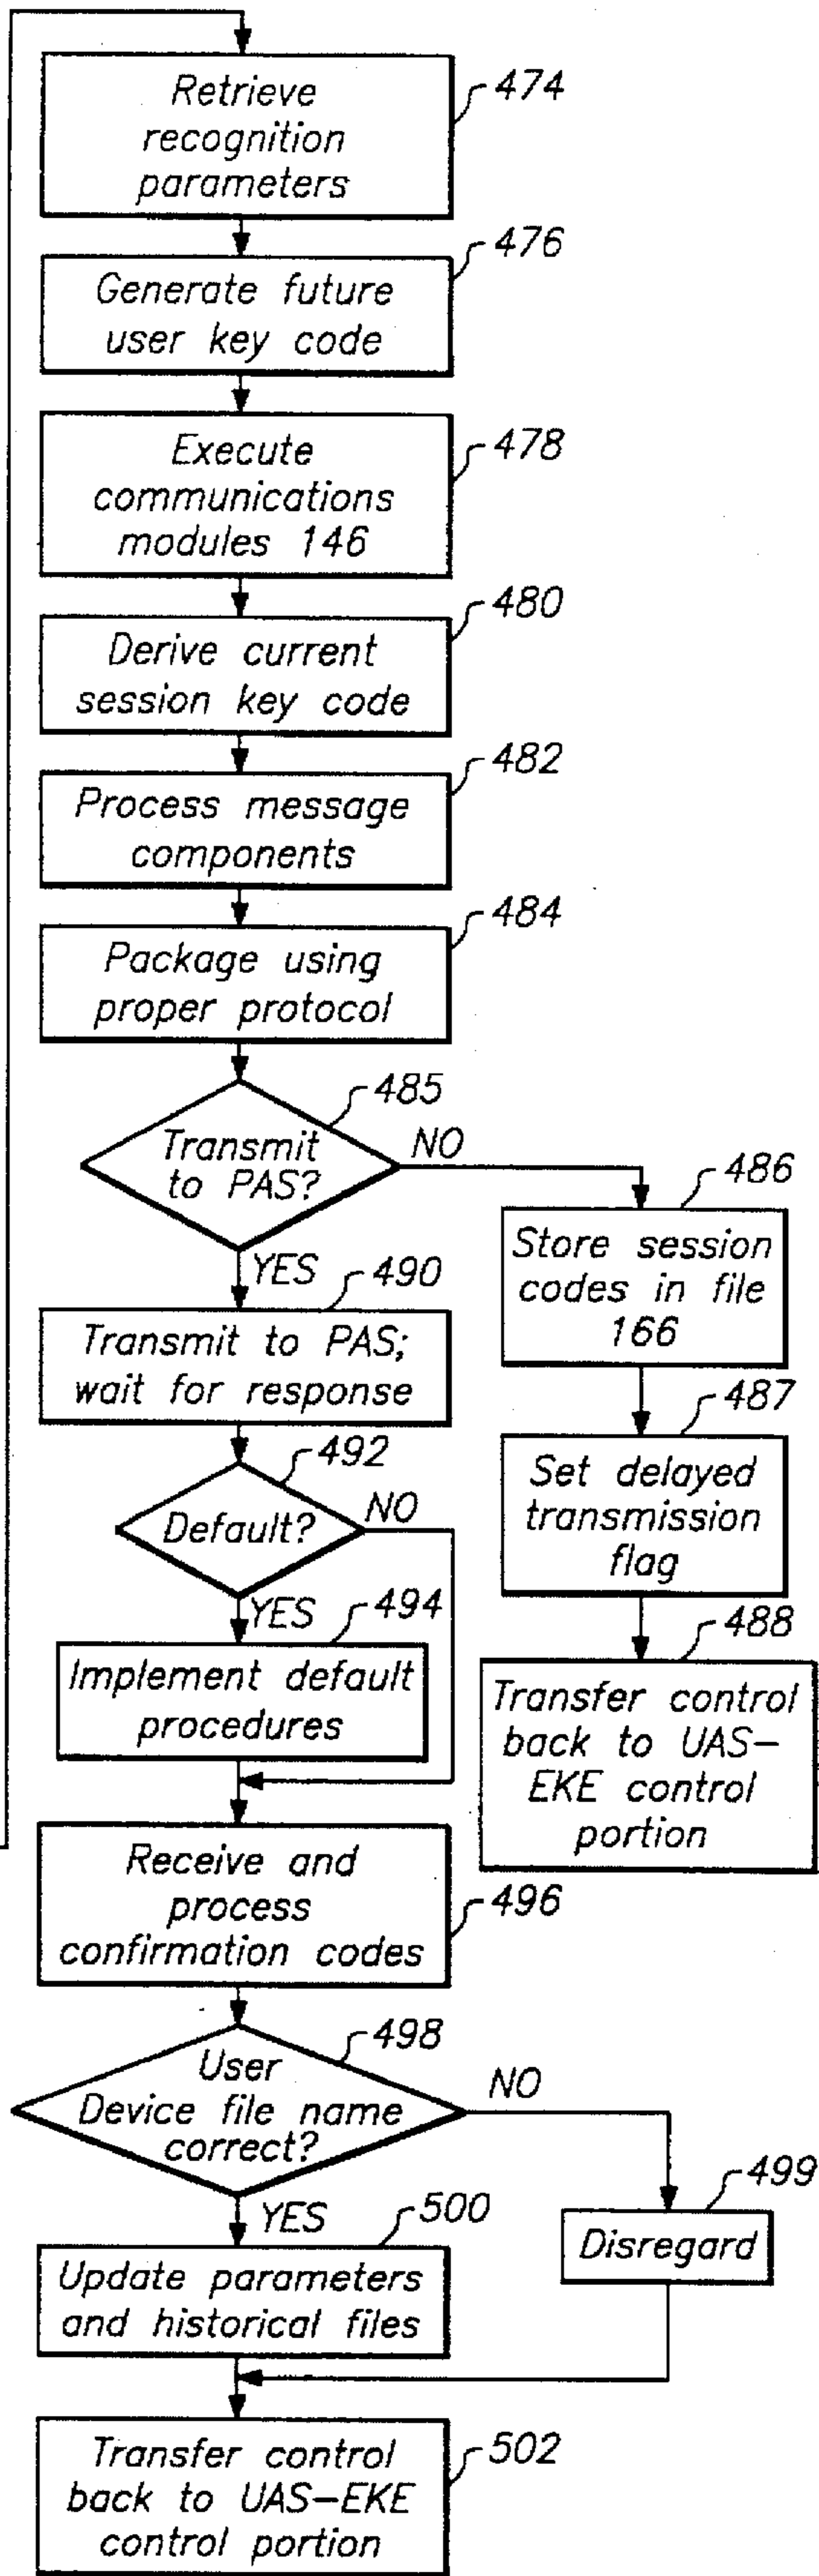 Retrieve
recognition
parameters
474
Generate future
user key code
476
Execute
communications
modules 146
478
Derive current
session key code
480
Process message
components
482
Package using
proper protocol
484
Transmit
to PAS?
485
NO
YES
Store session
codes in file
166
486
Set delayed
transmission
flag
487
Transfer control
back to UAS-
EKE control
portion
488
Transmit to PAS;
wait for response
490
Default?
492
NO
YES
Implement default
procedures
494
Receive and
process
confirmation codes
496
User
Device file name
correct?
498
NO
YES
Disregard
499
Update parameters
and historical files
500
Transfer control
back to UAS-EKE
control portion
502